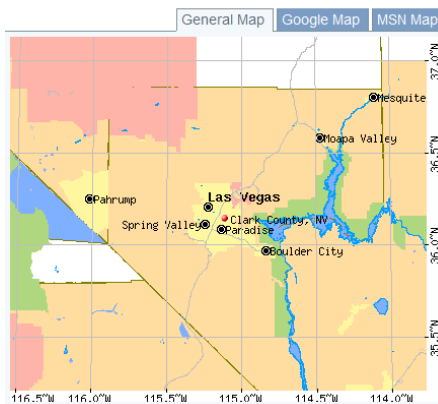 General Map
Google Map
MSN Map
37.0°N
Mesquite
Moapa Valley
36.5°N
Pahrump
Las Vegas
Clark County, NV
Spring Valley
Paradise
36.0°N
Boulder City
35.5°N
116.5°W
116.0°W
115.5°W
115.0°W
114.5°W
114.0°W